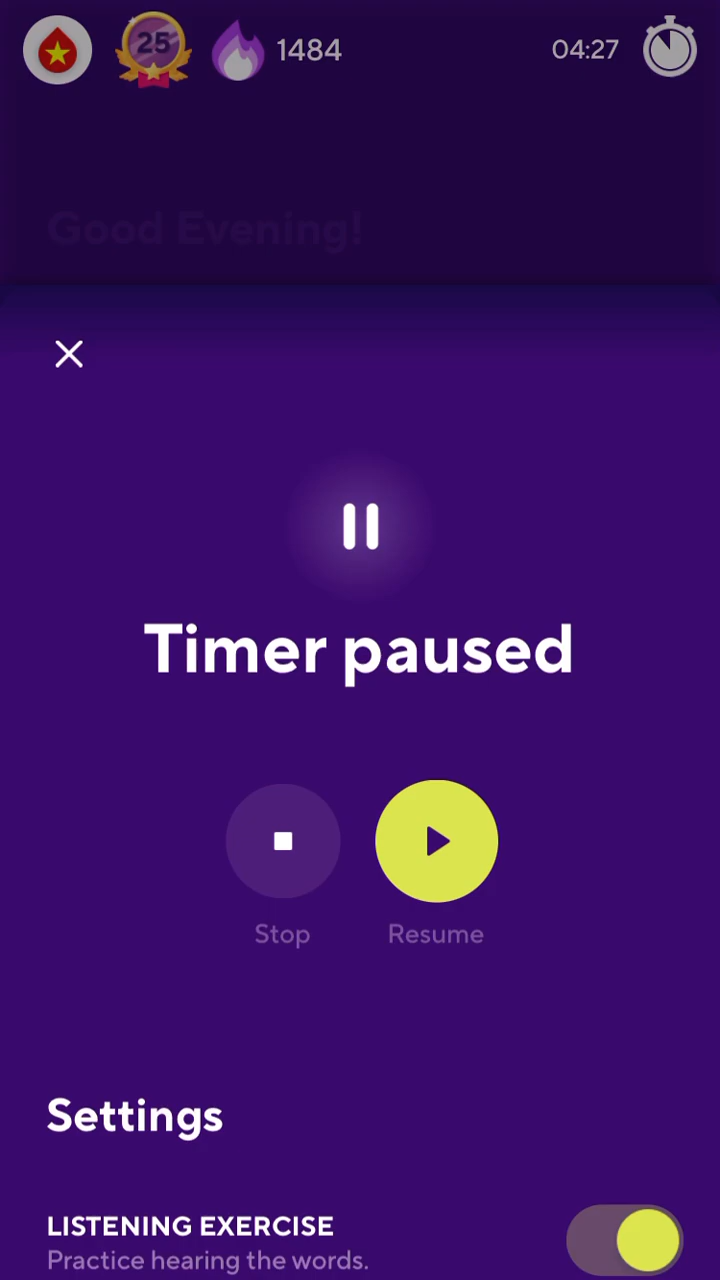 25
1484
04:27
Good Evening!
Timer paused
Stop
Resume
Settings
LISTENING EXERCISE
Practice hearing the words.